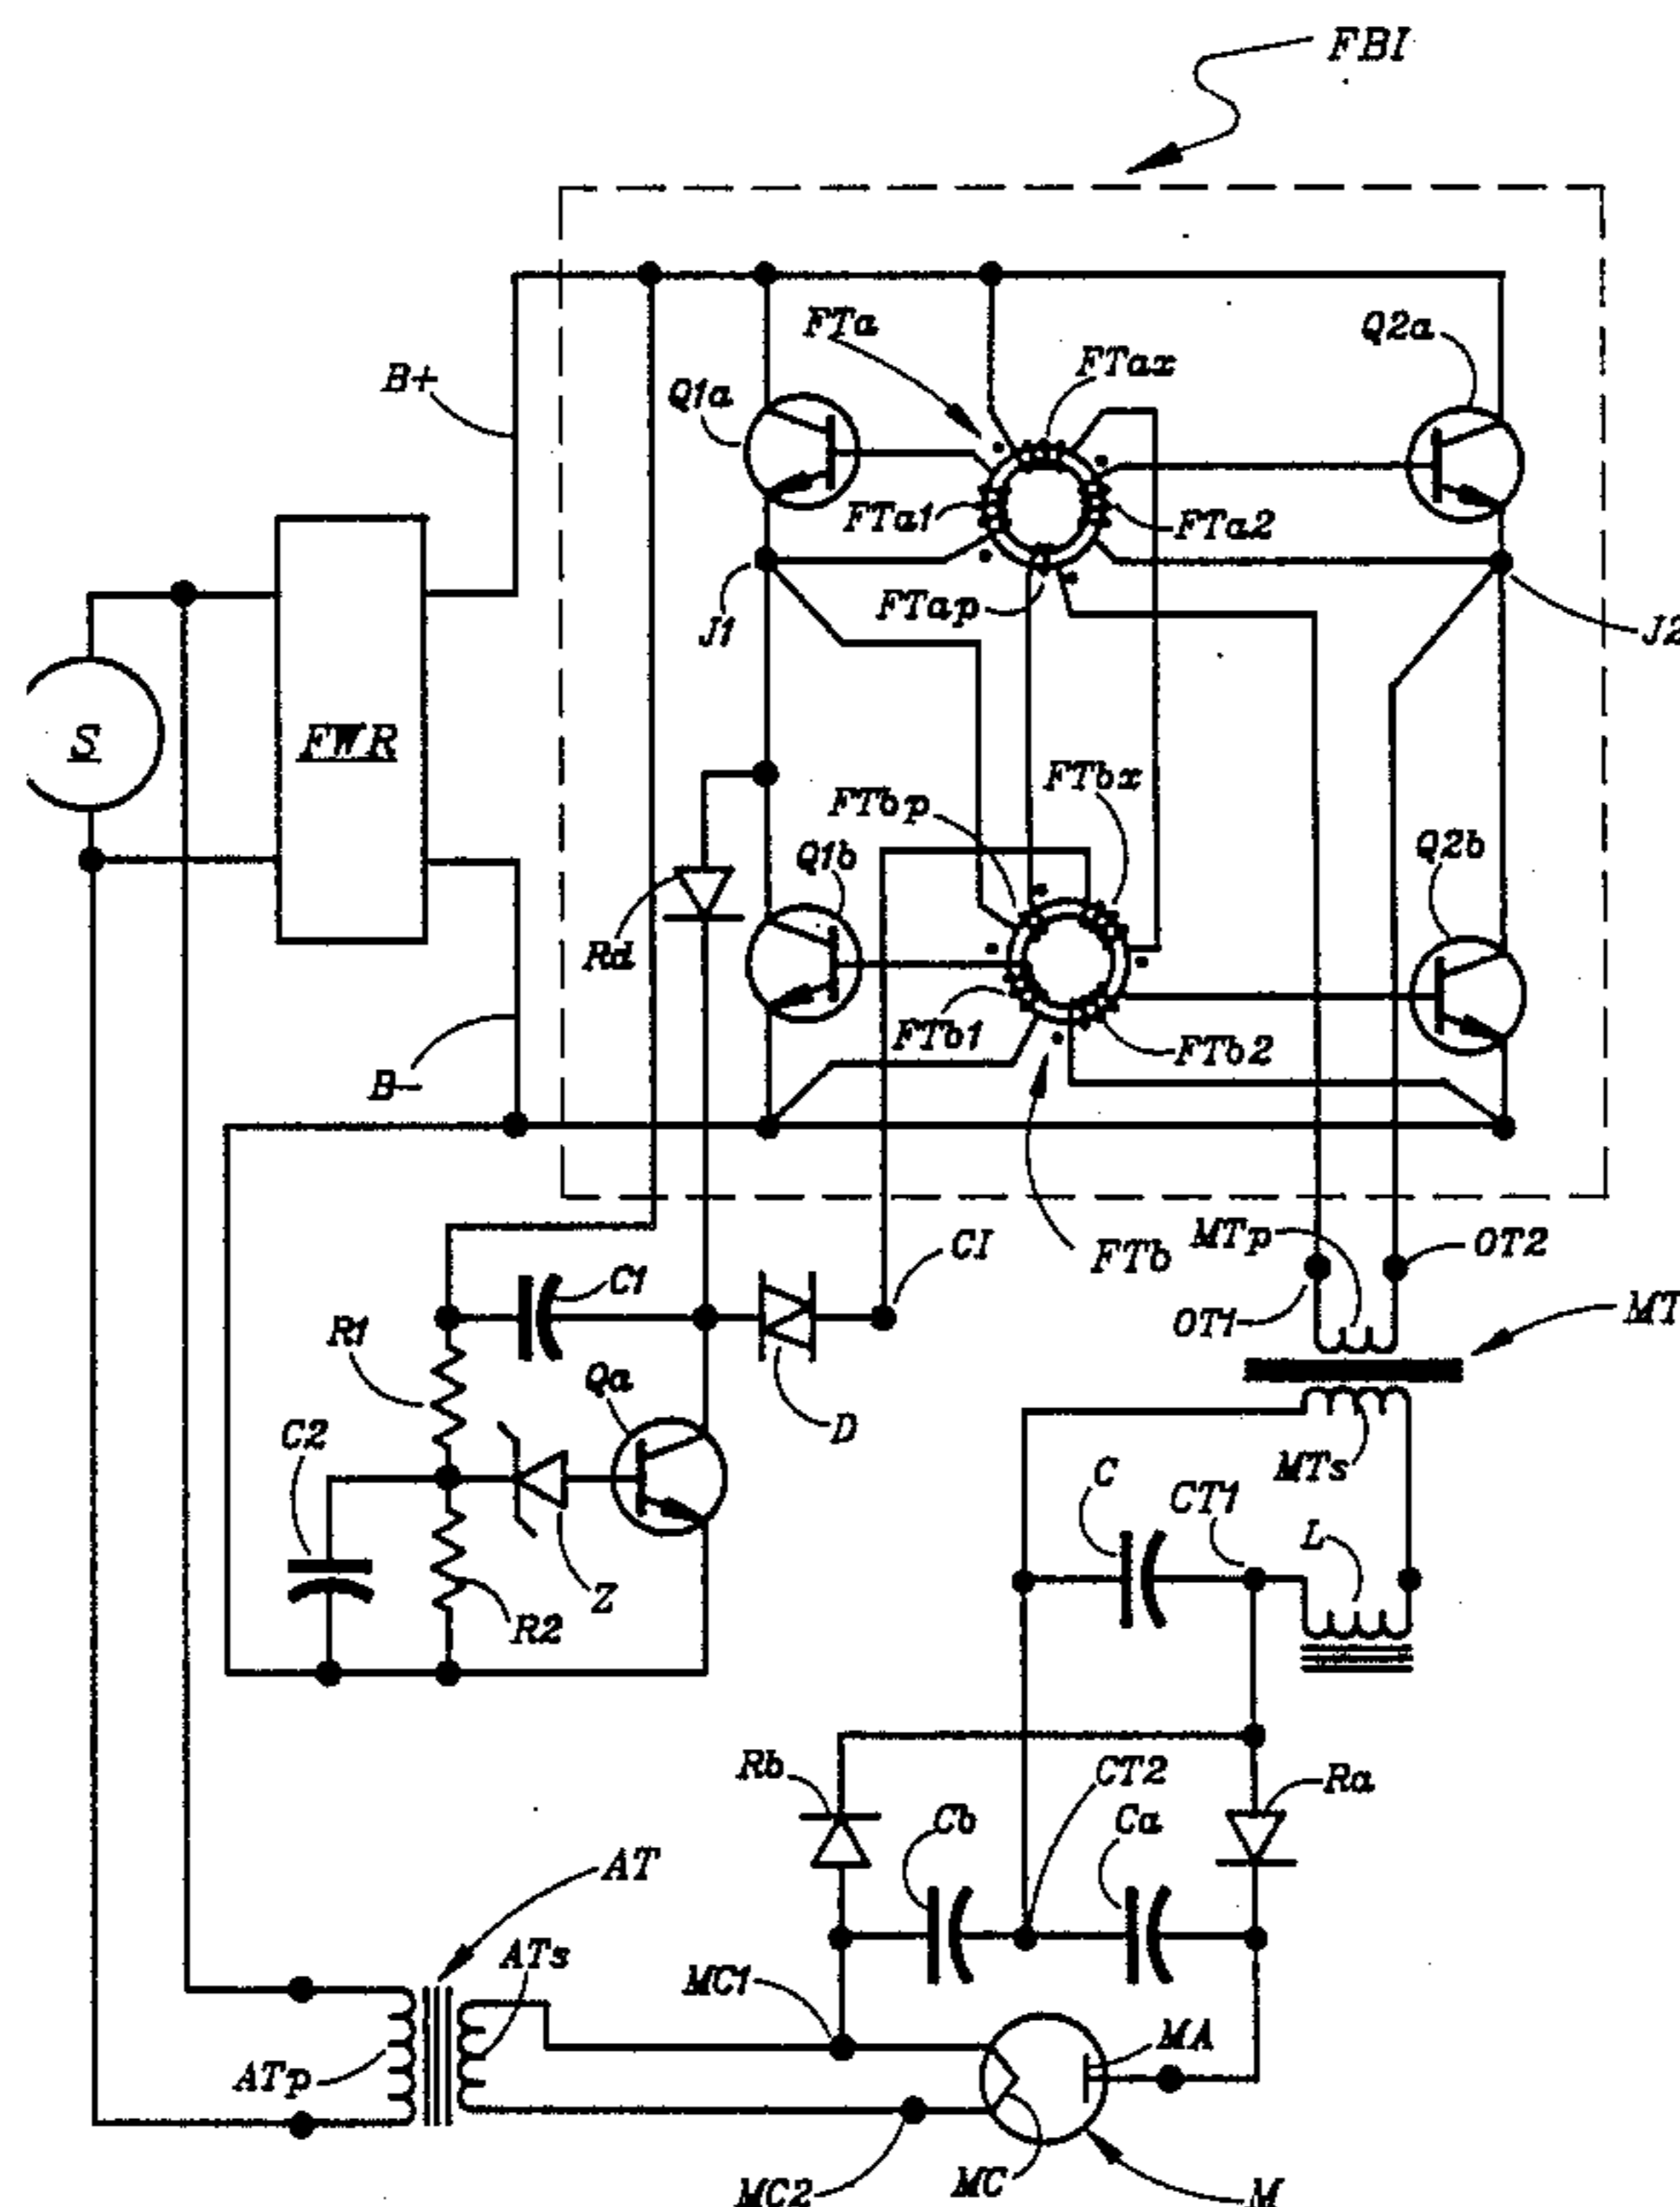 FBI
FTa
FTax
Q2a
B+
Q1a
FTa1
FTa2
FTap
J1
J2
S
FWR
FTbx
FTbp
Q1b
Q2b
Rd
FTb1
FTb2
B-
MTp
CI
OT2
FTb
C1
OT1
MT
R1
Qa
D
C2
MTs
C
CT1
L
Z
R2
Rb
CT2
Ra
Cb
Ca
AT
ATs
MC1
MA
ATp
MC2
MC
M